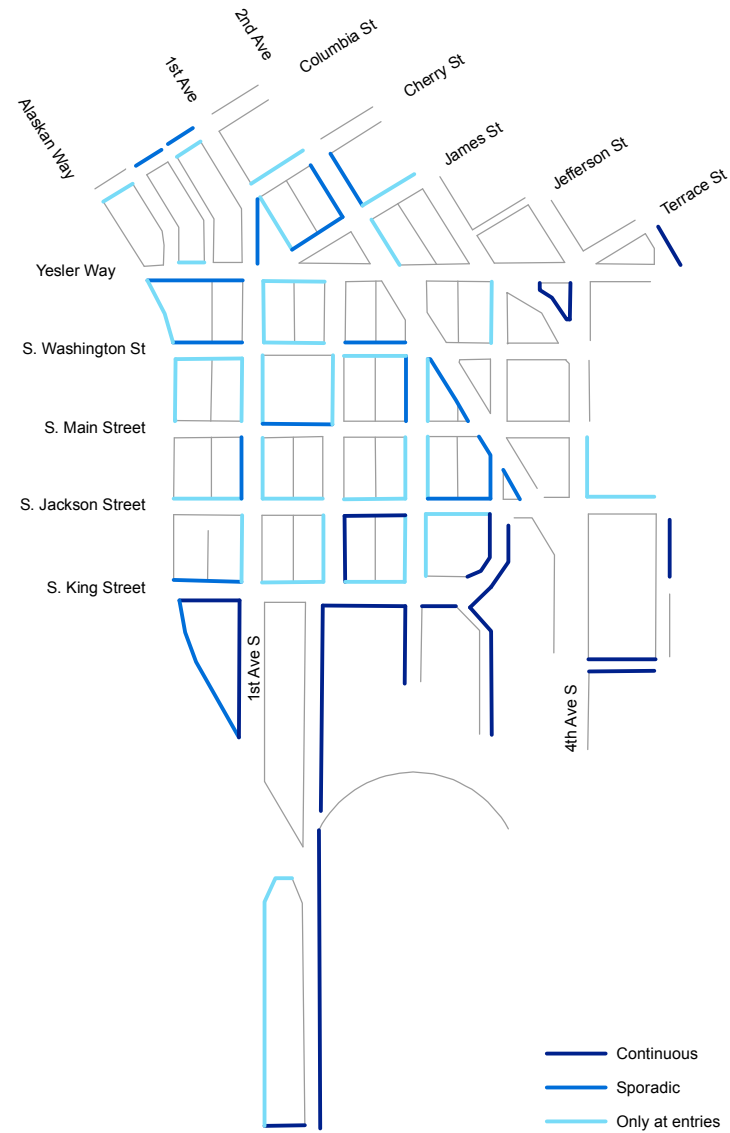 2nd Ave
Columbia St
1st Ave
Cherry St
Alaskan Way
James St
Jefferson St
Terrace St
Yesler Way
S. Washington St
S. Main Street
S. Jackson Street
S. King Street
1st Ave S
4th Ave S
Continuous
Sporadic
Only at entries